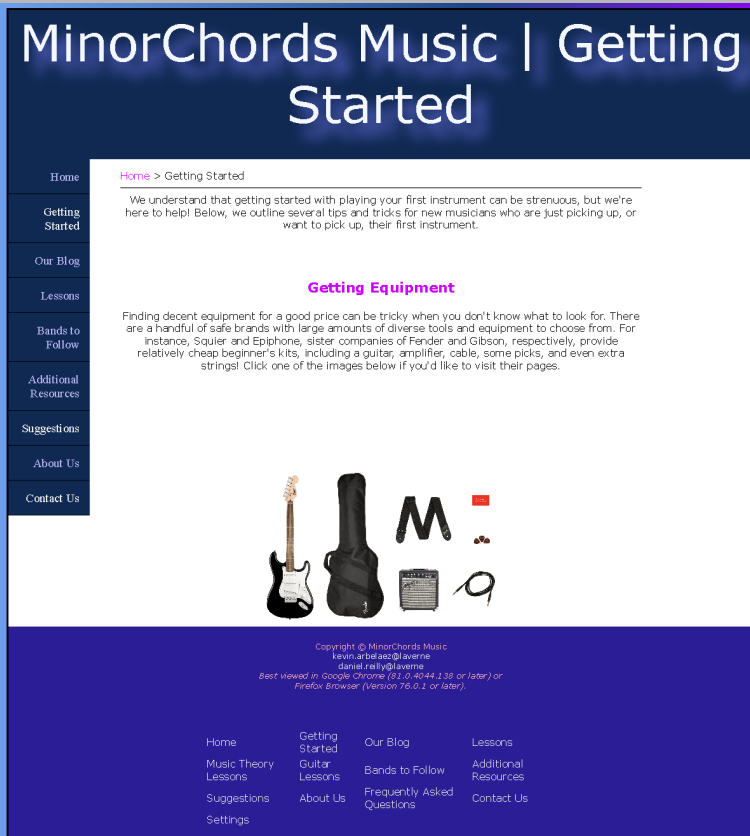 MinorChords Music | Getting
Started
Home
Getting
Started
Our Blog
Lessons
Bands to
Follow
Additional
Resources
Suggestions
About Us
Contact Us
Home > Getting Started
We understand that getting started with playing your first instrument can be strenuous, but we're
here to help! Below, we outline several tips and tricks for new musicians who are just picking up, or
want to pick up, their first instrument.
Getting Equipment
Finding decent equipment for a good price can be tricky when you don't know what to look for. There
are a handful of safe brands with large amounts of diverse tools and equipment to choose from. For
instance, Squier and Epiphone, sister companies of Fender and Gibson, respectively, provide
relatively cheap beginner's kits, including a guitar, amplifier, cable, some picks, and even extra
strings! Click one of the images below if you'd like to visit their pages.
Copyright © MinorChords Music
kevin.arbelaez@laverne
daniel.reilly@laverne
Best viewed in Google Chrome (81.0.4044.138 or later) or
Firefox Browser (Version 76.0.1 or later).
Home
Getting
Started
Our Blog
Lessons
Music Theory
Lessons
Guitar
Lessons
Bands to Follow
Additional
Resources
Suggestions
About Us
Frequently Asked
Questions
Contact Us
Settings